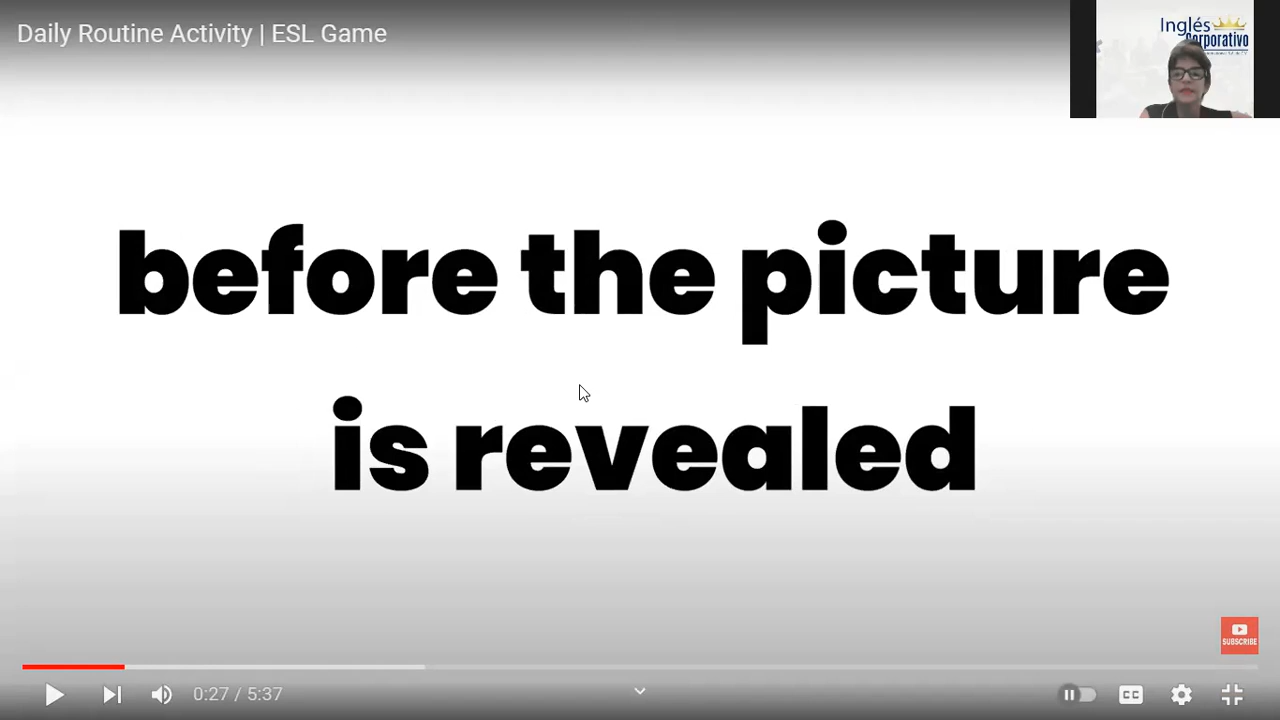 Daily Routine Activity | ESL Game
Inglés
Corporativo
before the picture
is revealed
SUBSCRIBE
0:27 / 5:37
CC